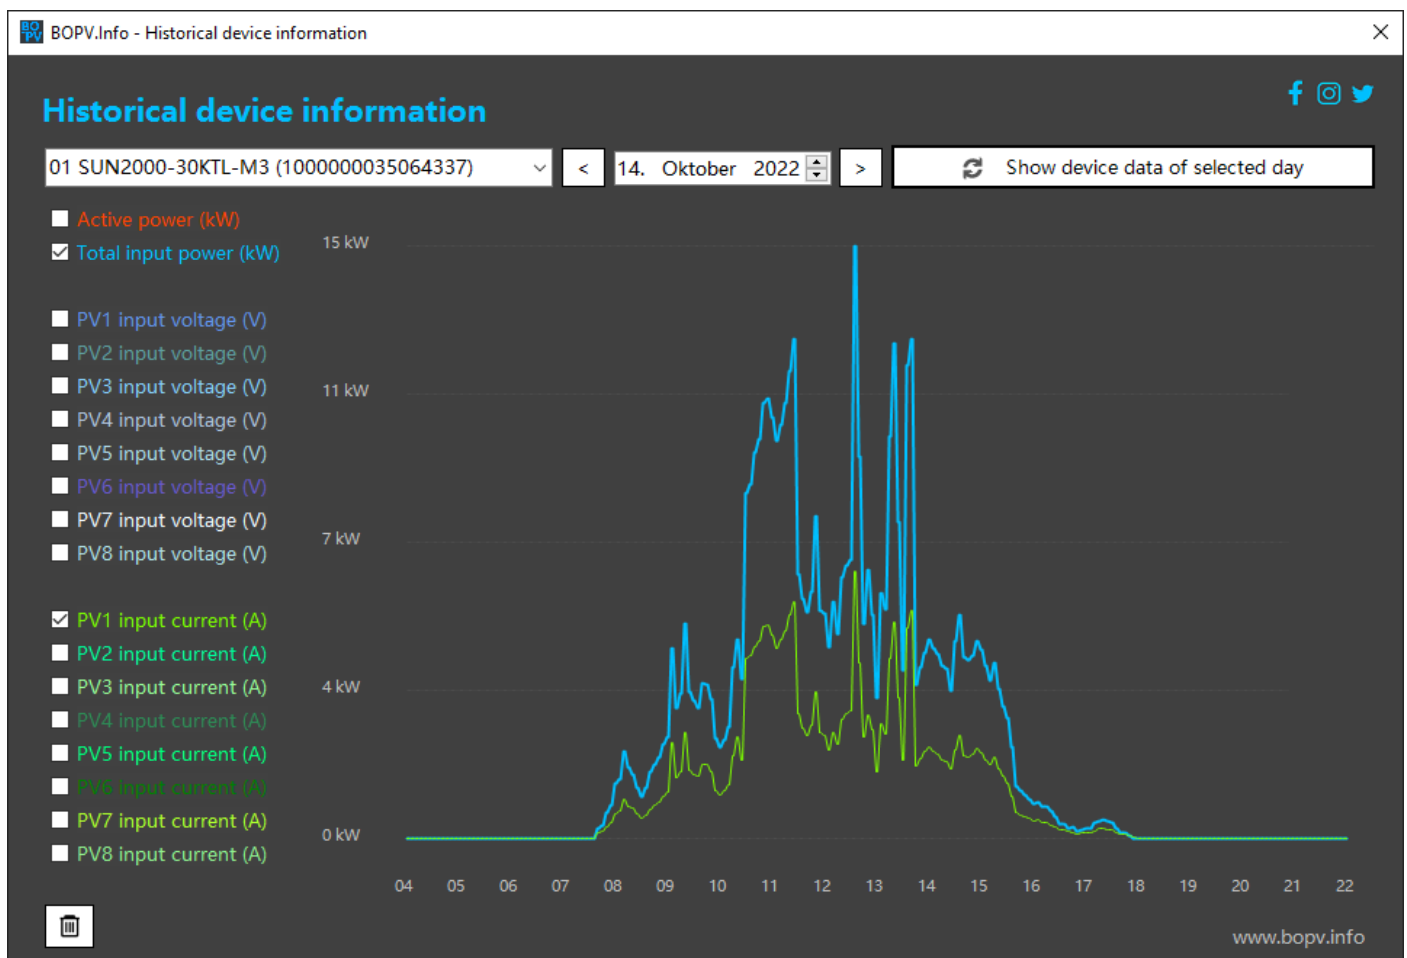 BO
PV
BOPV.Info - Historical device information
Historical device information
01 SUN2000-30KTL-M3 (1000000035064337)
<
14. Oktober 2022
>
Show device data of selected day
Active power (kW)
Total input power (kW)
PV1 input voltage (V)
PV2 input voltage (V)
PV3 input voltage (V)
PV4 input voltage (V)
PV5 input voltage (V)
PV6 input voltage (V)
PV7 input voltage (V)
PV8 input voltage (V)
PV1 input current (A)
PV2 input current (A)
PV3 input current (A)
PV4 input current (A)
PV5 input current (A)
PV6 input current (A)
PV7 input current (A)
PV8 input current (A)
15 kW
11 kW
7 kW
4 kW
0 kW
04 05 06 07 08 09 10 11 12 13 14 15 16 17 18 19 20 21 22
www.bopv.info